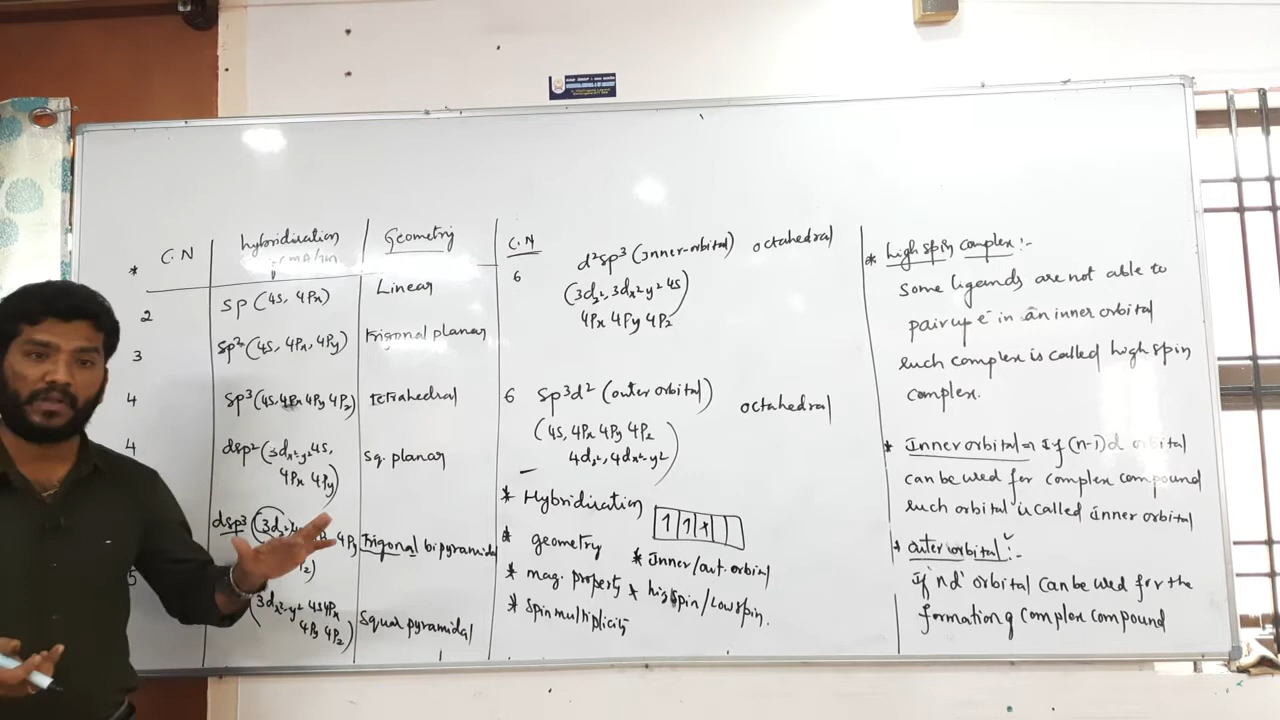 * C.N hybridisation Geometry
2 sp (4s, 4Px) Linear
3 sp² (4s, 4Px, 4Py) trigonal planar
4 sp³ (4s, 4Px 4Py 4Pz) tetrahedral
4 dsp² (3dx²-y² 4s, Sq. planar
4Px 4Py)
dsp³ (3dz² 4Py Trigonal bipyramidal
5
(3dx²-y² 4s 4Px Square pyramidal
4Py 4Pz)
C.N
6 d²sp³ (Inner-orbital) octahedral
(3dz², 3dx²-y² 4s
4Px 4Py 4Pz)
6 sp³d² (outer orbital) octahedral
(4s, 4Px 4Py 4Pz
4dz², 4dx²-y²)
* Hybridisation
* geometry * Inner/out. orbital
* mag. property * high spin/Low spin.
* Spin multiplicity
* high spin complex :-
Some ligands are not able to
pair up e⁻ in an inner orbital
such complex is called high spin
complex.
* Inner orbital = If (n-1)d orbital
can be used for complex compound
such orbital is called inner orbital
* outer orbital :-
If 'nd' orbital can be used for the
formation of complex compound